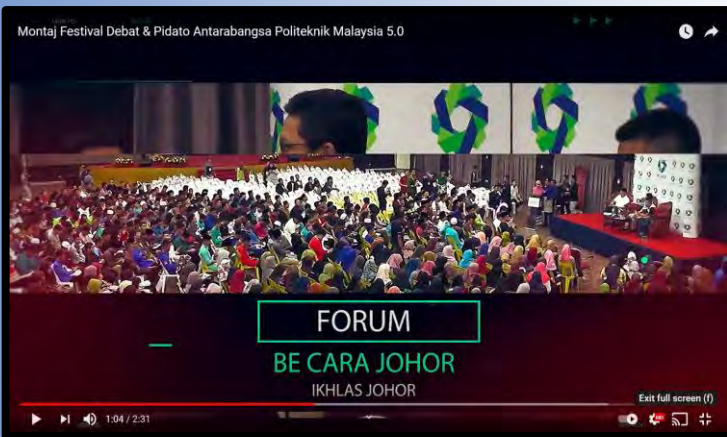 Montaj Festival Debat & Pidato Antarabangsa Politeknik Malaysia 5.0
FORUM
BE CARA JOHOR
IKHLAS JOHOR
Exit full screen (f)
1:04 / 2:31
HD